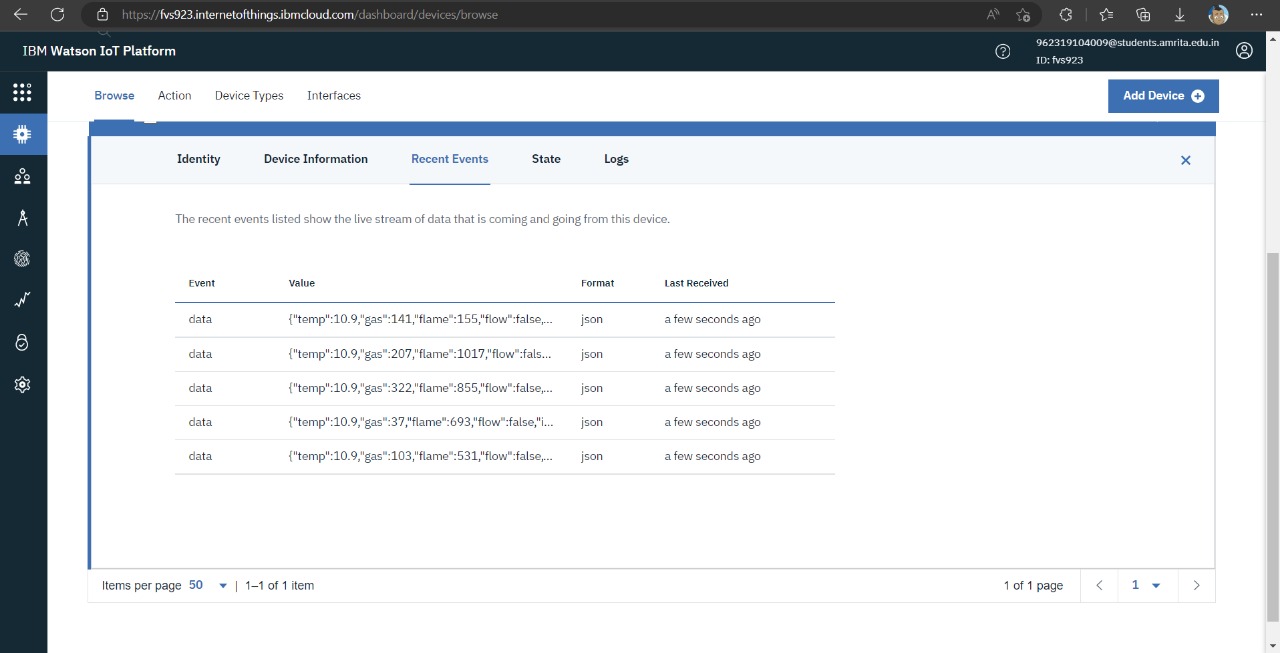 https://fvs923.internetofthings.ibmcloud.com/dashboard/devices/browse
IBM Watson IoT Platform
962319104009@students.amrita.edu.in
ID: fvs923
Browse Action Device Types Interfaces
Add Device
Identity Device Information Recent Events State Logs
The recent events listed show the live stream of data that is coming and going from this device.
Event Value Format Last Received
data {"temp":10.9,"gas":141,"flame":155,"flow":false,... json a few seconds ago
data {"temp":10.9,"gas":207,"flame":1017,"flow":fals... json a few seconds ago
data {"temp":10.9,"gas":322,"flame":855,"flow":false,... json a few seconds ago
data {"temp":10.9,"gas":37,"flame":693,"flow":false,"i... json a few seconds ago
data {"temp":10.9,"gas":103,"flame":531,"flow":false,... json a few seconds ago
Items per page 50 | 1–1 of 1 item 1 of 1 page 1